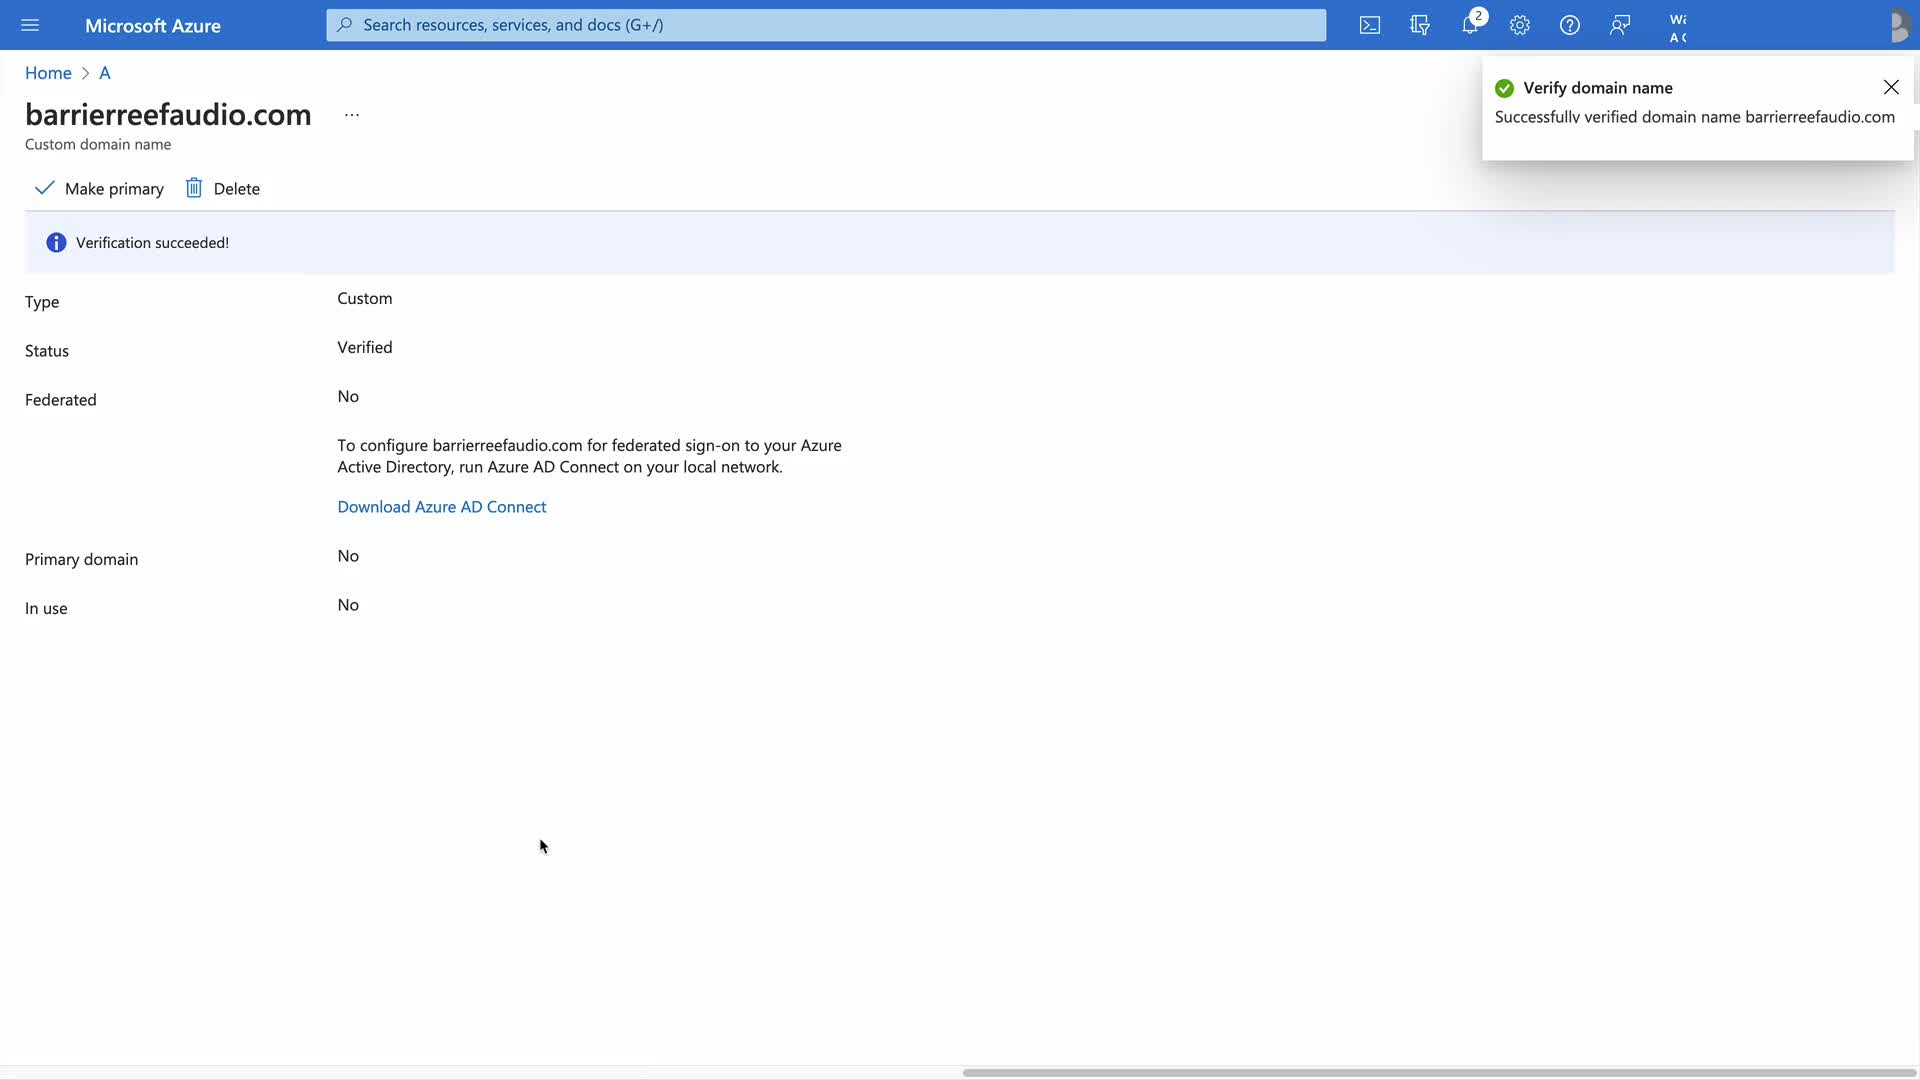 Microsoft Azure
Search resources, services, and docs (G+/)
2
Home > A
barrierreefaudio.com ...
Custom domain name
Verify domain name
Successfully verified domain name barrierreefaudio.com
Make primary Delete
Verification succeeded!
Type Custom
Status Verified
Federated No
To configure barrierreefaudio.com for federated sign-on to your Azure
Active Directory, run Azure AD Connect on your local network.
Download Azure AD Connect
Primary domain No
In use No